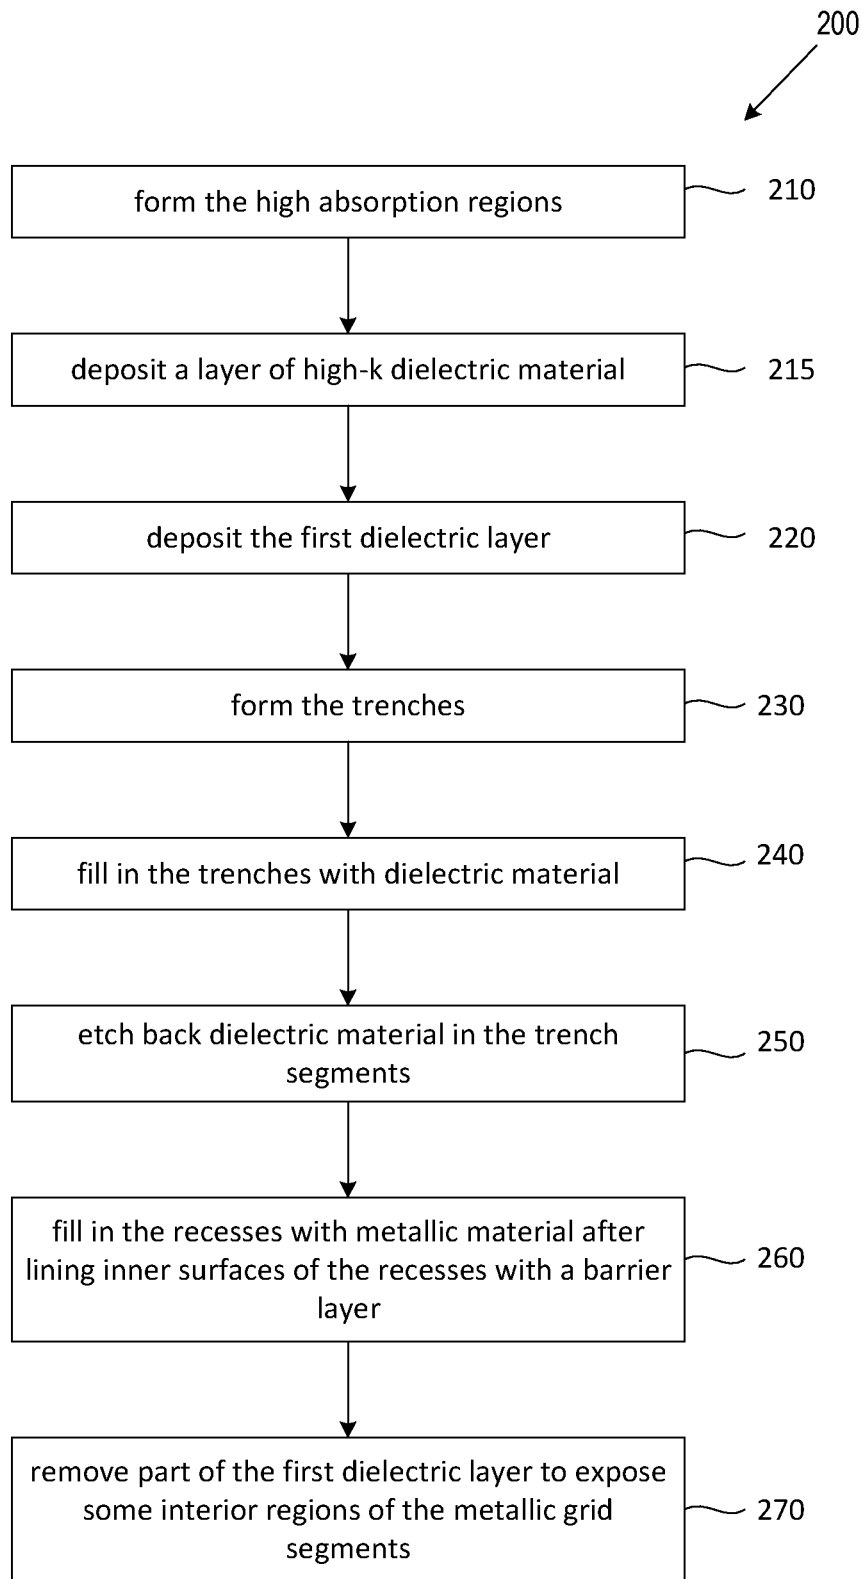 200
form the high absorption regions
210
deposit a layer of high-k dielectric material
215
deposit the first dielectric layer
220
form the trenches
230
fill in the trenches with dielectric material
240
etch back dielectric material in the trench
segments
250
fill in the recesses with metallic material after
lining inner surfaces of the recesses with a barrier
layer
260
remove part of the first dielectric layer to expose
some interior regions of the metallic grid
segments
270